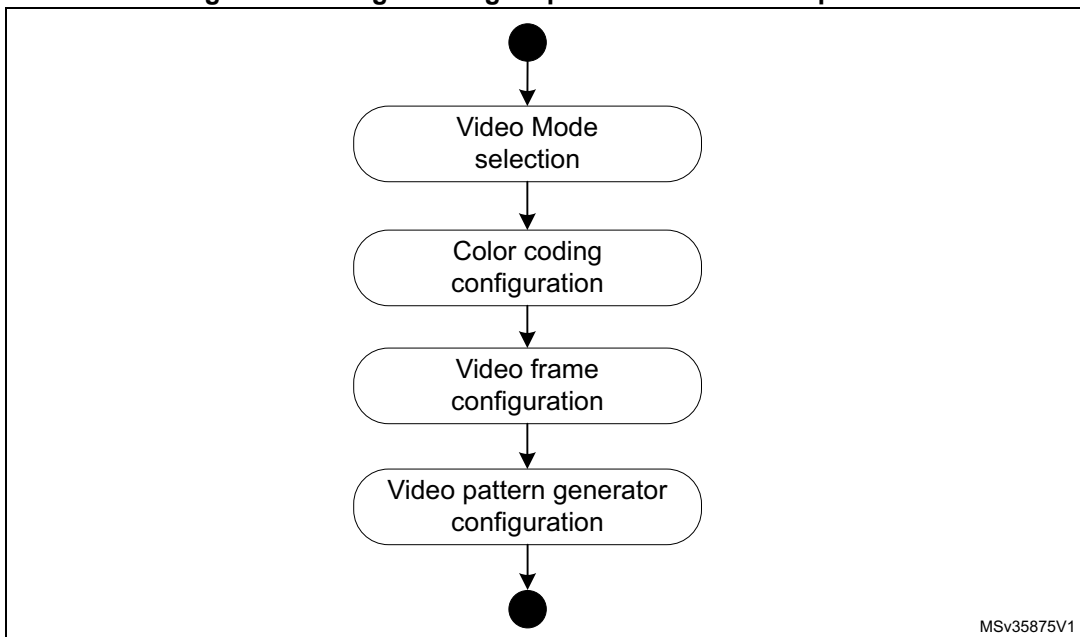 Video Mode
selection
Color coding
configuration
Video frame
configuration
Video pattern generator
configuration
MSv35875V1